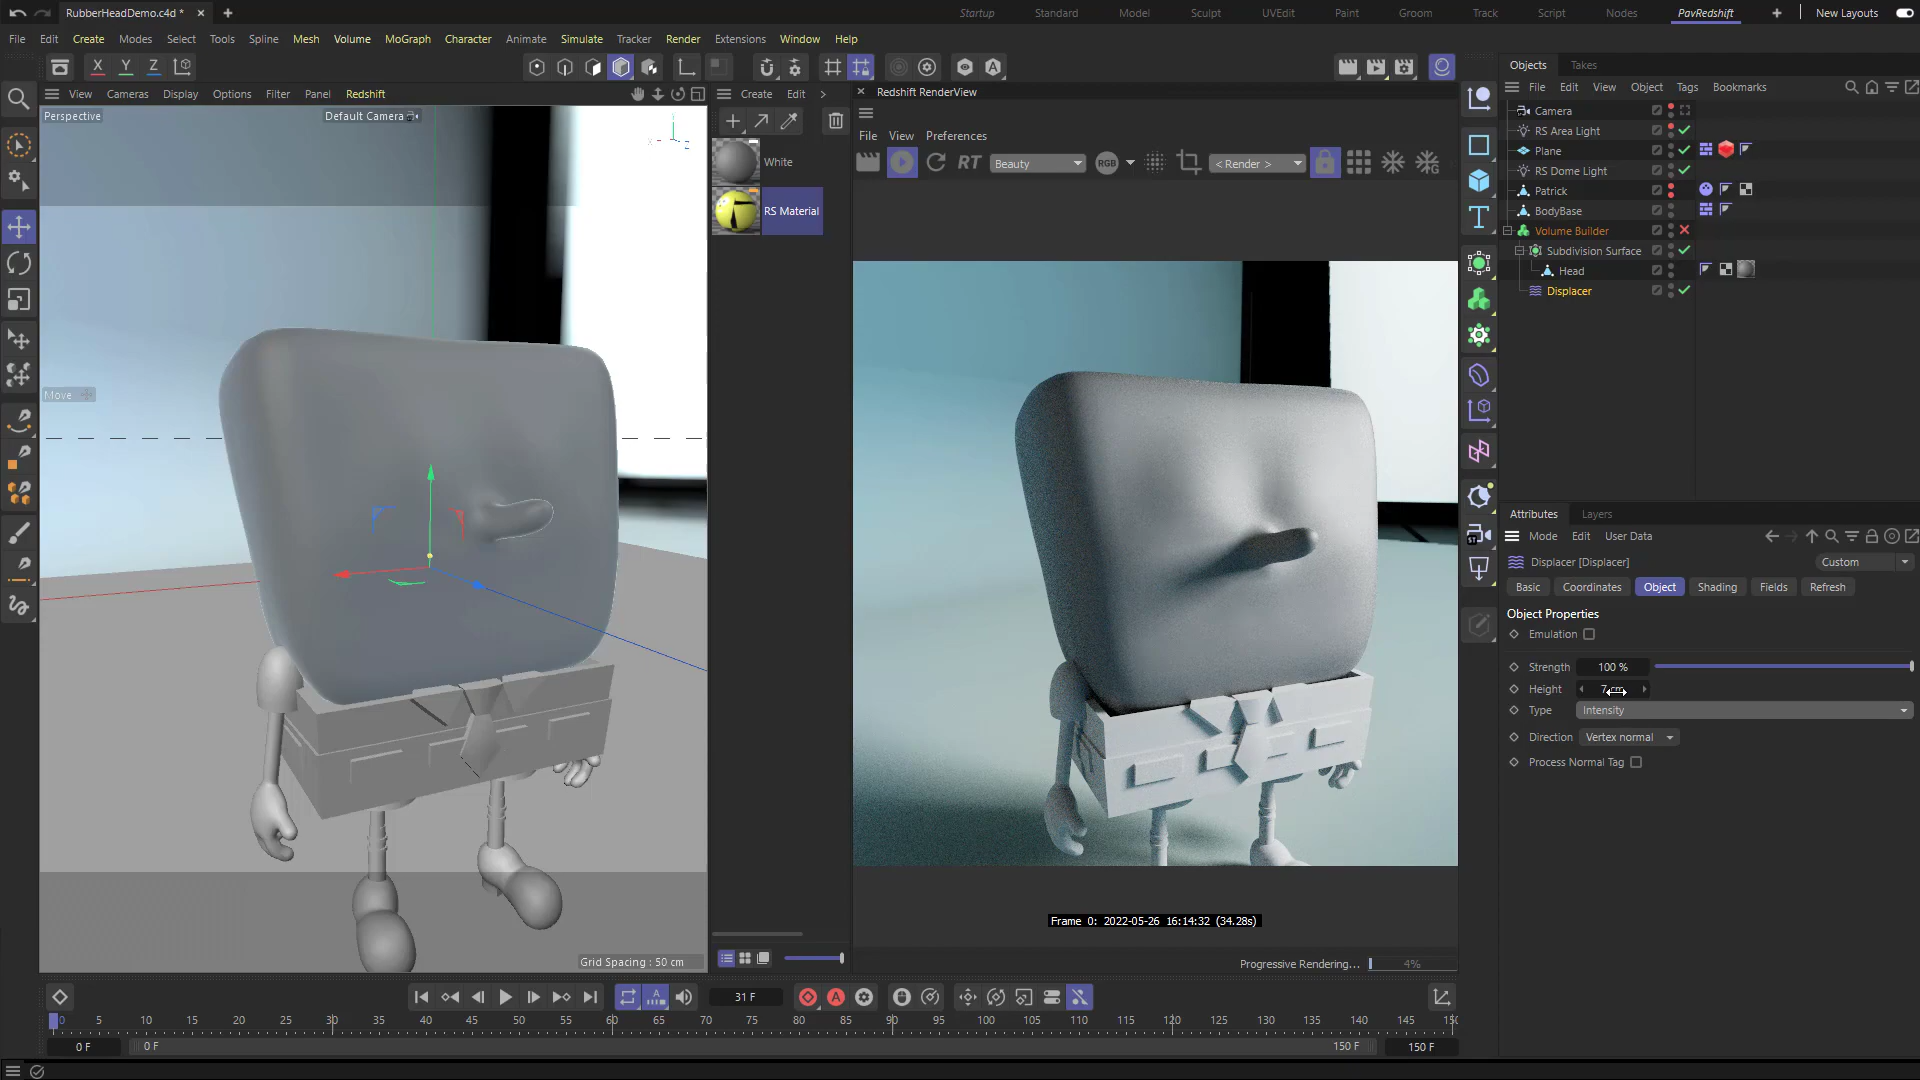 RubberHeadDemo.c4d *
Startup Standard Model Sculpt UVEdit Paint Groom Track Script Nodes PavRedshift New Layouts
File Edit Create Modes Select Tools Spline Mesh Volume MoGraph Character Animate Simulate Tracker Render Extensions Window Help
X Y Z
View Cameras Display Options Filter Panel Redshift
Perspective
Default Camera
Move
Grid Spacing : 50 cm
Create Edit
White
RS Material
Redshift RenderView
File View Preferences
RT Beauty RGB < Render >
Frame 0: 2022-05-26 16:14:32 (34.28s)
Progressive Rendering... 4%
Objects Takes
File Edit View Object Tags Bookmarks
Camera
RS Area Light
Plane
RS Dome Light
Patrick
BodyBase
Volume Builder
Subdivision Surface
Head
Displacer
Attributes Layers
Mode Edit User Data
Displacer [Displacer] Custom
Basic Coordinates Object Shading Fields Refresh
Object Properties
Emulation
Strength 100 %
Height 7 cm
Type Intensity
Direction Vertex normal
Process Normal Tag
31 F
0 5 10 15 20 25 30 35 40 45 50 55 60 65 70 75 80 85 90 95 100 105 110 115 120 125 130 135 140 145
0 F 0 F 150 F 150 F